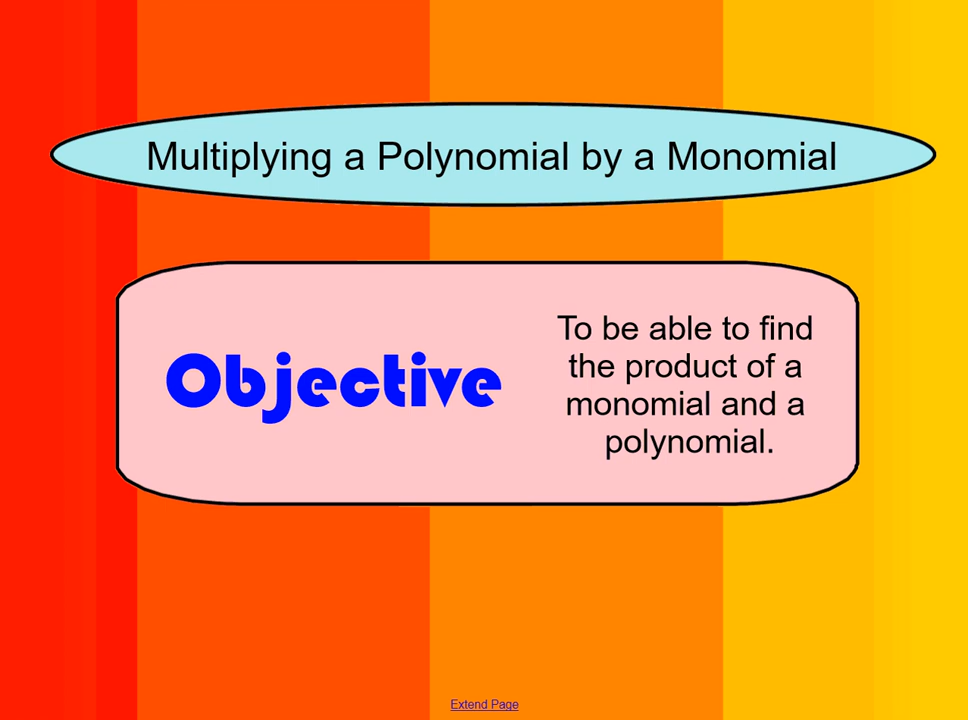 Multiplying a Polynomial by a Monomial
Objective
To be able to find
the product of a
monomial and a
polynomial.
Extend Page